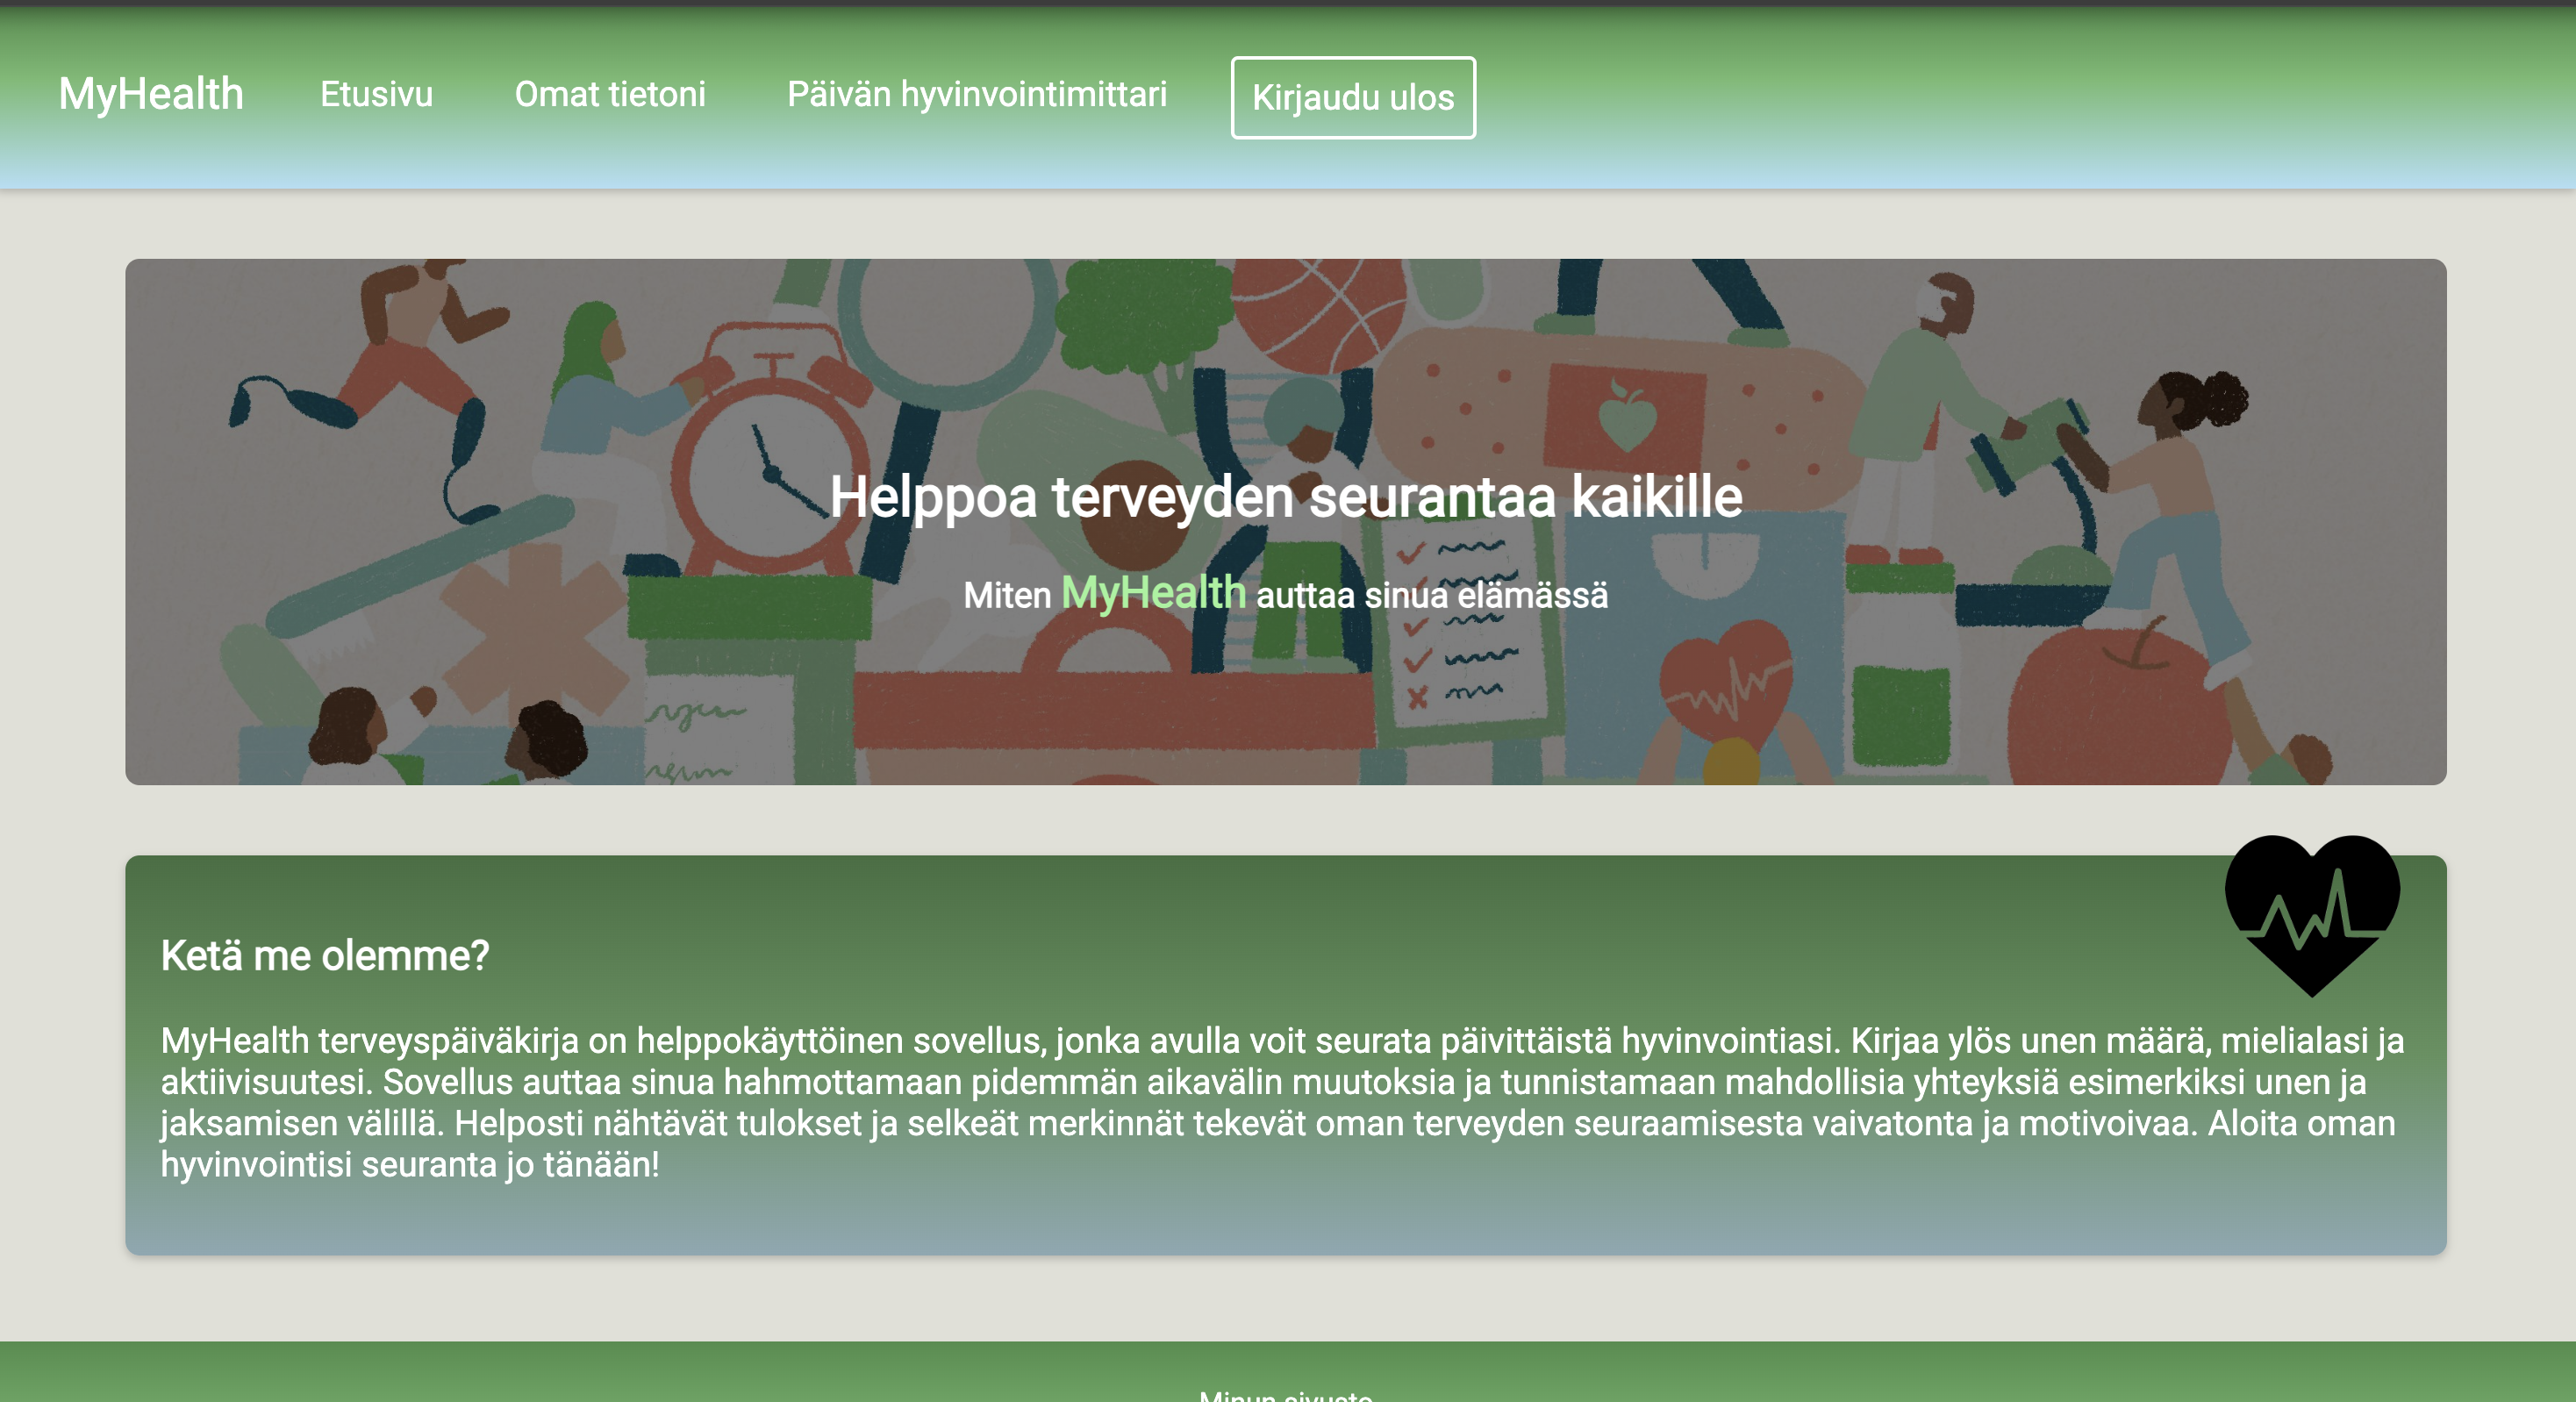 MyHealth Etusivu Omat tietoni Päivän hyvinvointimittari Kirjaudu ulos
Helppoa terveyden seurantaa kaikille
Miten MyHealth auttaa sinua elämässä
Ketä me olemme?
MyHealth terveyspäiväkirja on helppokäyttöinen sovellus, jonka avulla voit seurata päivittäistä hyvinvointiasi. Kirjaa ylös unen määrä, mielialasi ja
aktiivisuutesi. Sovellus auttaa sinua hahmottamaan pidemmän aikavälin muutoksia ja tunnistamaan mahdollisia yhteyksiä esimerkiksi unen ja
jaksamisen välillä. Helposti nähtävät tulokset ja selkeät merkinnät tekevät oman terveyden seuraamisesta vaivatonta ja motivoivaa. Aloita oman
hyvinvointisi seuranta jo tänään!
Minun sivusto